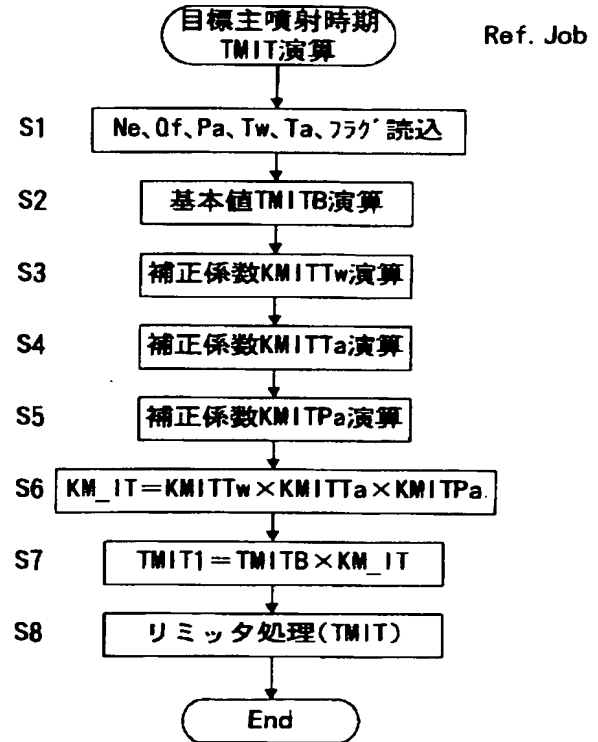 目標主噴射時期
TMIT演算
Ref. Job
S1 Ne、Qf、Pa、Tw、Ta、フラグ読込
S2 基本値TMITB演算
S3 補正係数KMITTw演算
S4 補正係数KMITTa演算
S5 補正係数KMITPa演算
S6 KM_IT=KMITTw×KMITTa×KMITPa
S7 TMIT1=TMITB×KM_IT
S8 リミッタ処理(TMIT)
End